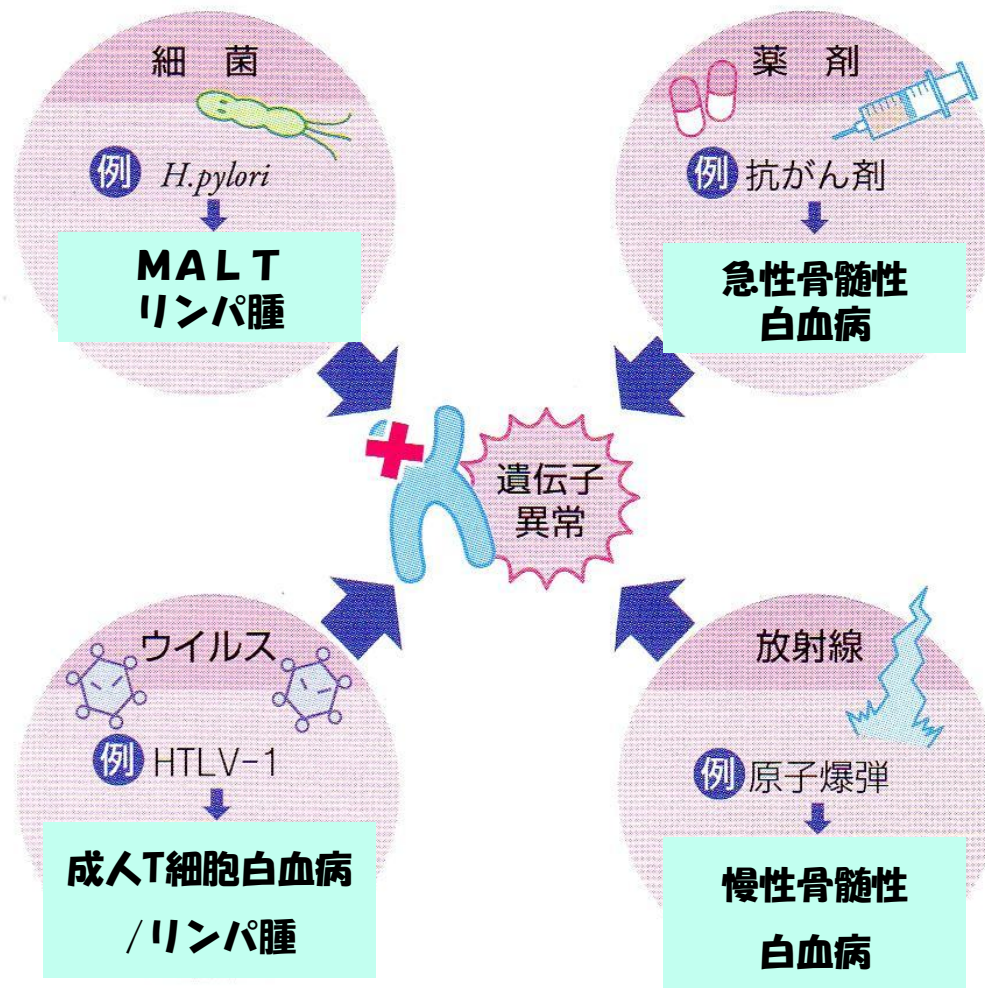 細 菌
例 H.pylori
MALT
リンパ腫
薬 剤
例 抗がん剤
急性骨髄性
白血病
遺伝子
異常
ウイルス
例 HTLV-1
成人T細胞白血病
/リンパ腫
放射線
例 原子爆弾
慢性骨髄性
白血病